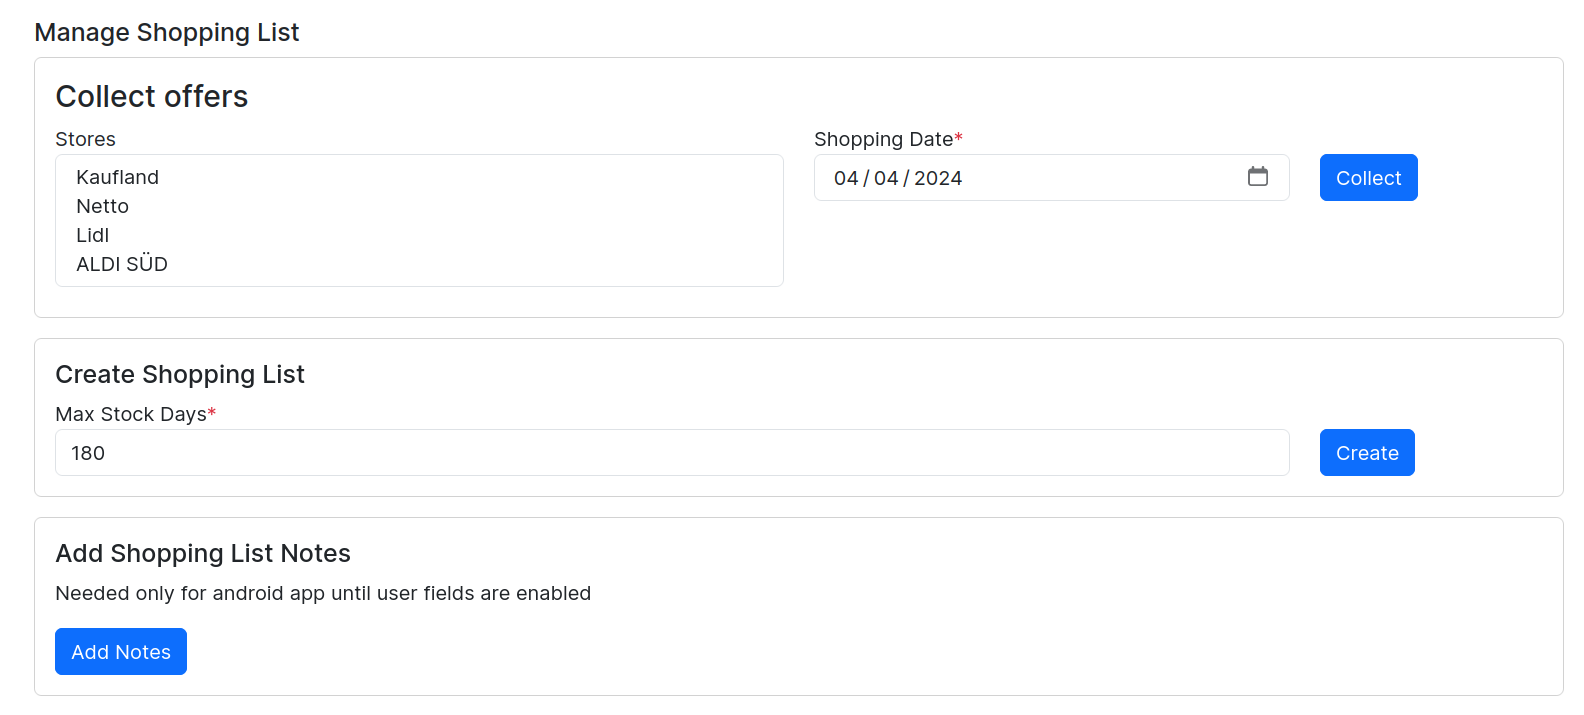 Manage Shopping List
Collect offers
Stores
Kaufland
Netto
Lidl
ALDI SÜD
Shopping Date*
04/04/2024
Collect
Create Shopping List
Max Stock Days*
180
Create
Add Shopping List Notes
Needed only for android app until user fields are enabled
Add Notes